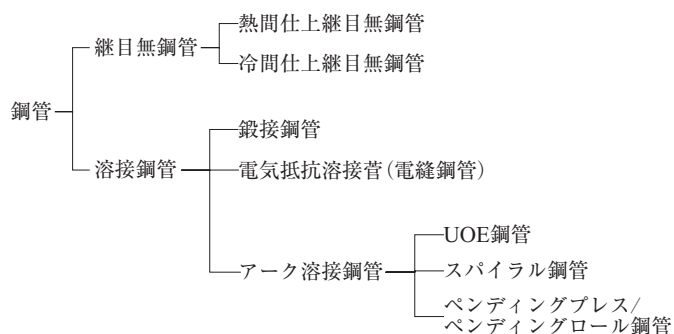 熱間仕上継目無鋼管
継目無鋼管
冷間仕上継目無鋼管
鋼管
鍛接鋼管
溶接鋼管
電気抵抗溶接菅(電縫鋼管)
UOE鋼管
アーク溶接鋼管
スパイラル鋼管
ペンディングプレス/
ペンディングロール鋼管